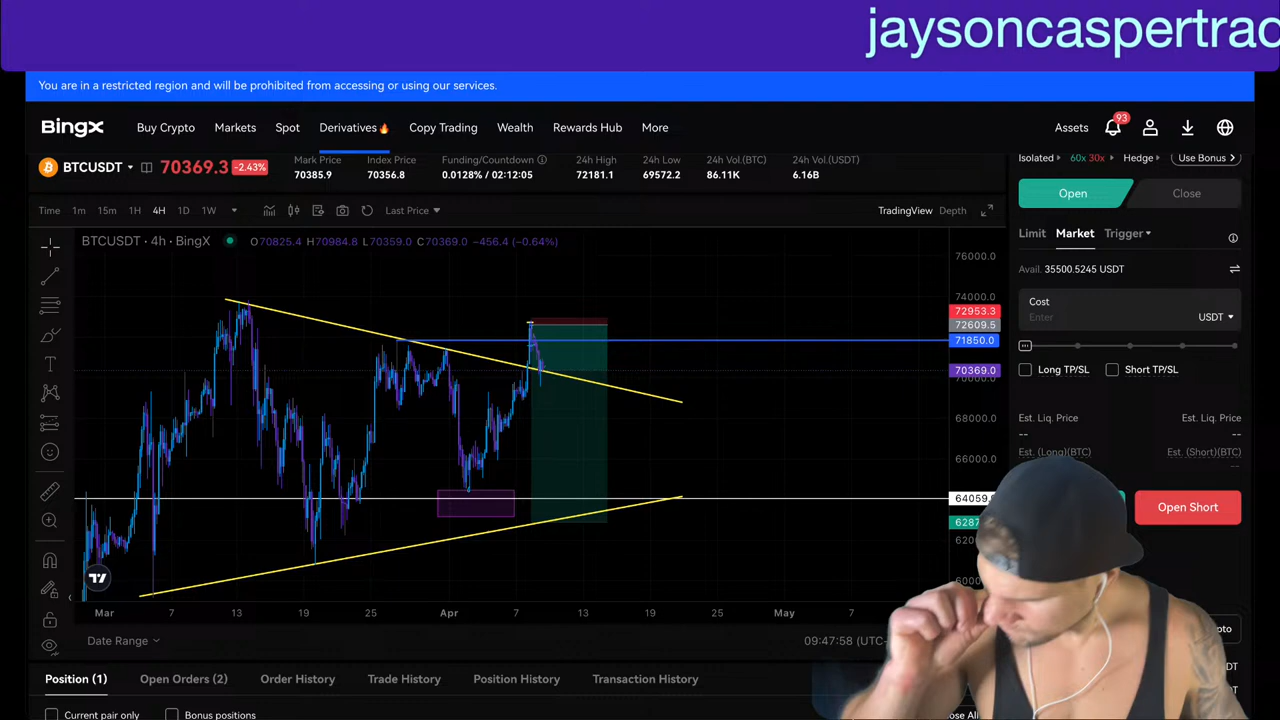 jaysoncaspertrad
You are in a restricted region and will be prohibited from accessing or using our services.
BingX Buy Crypto Markets Spot Derivatives Copy Trading Wealth Rewards Hub More Assets 93
BTCUSDT 70369.3 -2.43%
Mark Price Index Price Funding/Countdown 24h High 24h Low 24h Vol.(BTC) 24h Vol.(USDT)
70385.9 70356.8 0.0128% / 02:12:05 72181.1 69572.2 86.11K 6.16B
Isolated 60x 30x Hedge Use Bonus
Open Close
Time 1m 15m 1H 4H 1D 1W Last Price TradingView Depth
Limit Market Trigger
BTCUSDT · 4h · BingX O70825.4 H70984.8 L70359.0 C70369.0 -456.4 (-0.64%)
Avail. 35500.5245 USDT
Cost
Enter USDT
Long TP/SL Short TP/SL
Est. Liq. Price Est. Liq. Price
-- --
Est. (Long)(BTC) Est. (Short)(BTC)
--
Open Short
76000.0
74000.0
72953.3
72609.5
71850.0
70369.0
70000.0
68000.0
66000.0
64059
6287
6200
6000
Mar 7 13 19 25 Apr 7 13 19 25 May 7
Date Range 09:47:58 (UTC-
Position (1) Open Orders (2) Order History Trade History Position History Transaction History
Current pair only Bonus positions